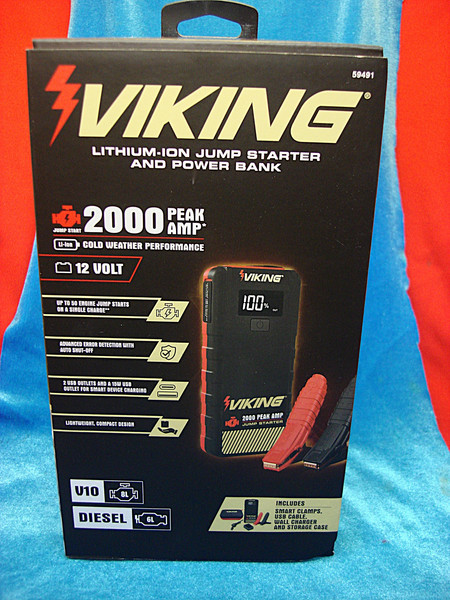 59491
VIKING®
LITHIUM-ION JUMP STARTER
AND POWER BANK
JUMP START
2000 PEAK AMP*
Li-Ion COLD WEATHER PERFORMANCE
12 VOLT
UP TO 50 ENGINE JUMP STARTS
ON A SINGLE CHARGE**
ADVANCED ERROR DETECTION WITH
AUTO SHUT-OFF
2 USB OUTLETS AND A 15W USB
OUTLET FOR SMART DEVICE CHARGING
LIGHTWEIGHT, COMPACT DESIGN
VIKING
100%
VIKING
2000 PEAK AMP
JUMP STARTER
V10 8L
DIESEL 6L
INCLUDES
SMART CLAMPS,
USB CABLE,
WALL CHARGER
AND STORAGE CASE